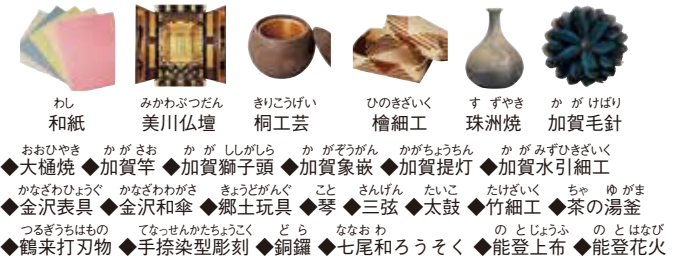 わし みかわぶつだん きりこうげい ひのきざいく すずやき かがけばり
和紙 美川仏壇 桐工芸 檜細工 珠洲焼 加賀毛針
おおひやき かがさお かがししがしら かがぞうがん かがちょうちん かがみずひきざいく
◆大樋焼 ◆加賀竿 ◆加賀獅子頭 ◆加賀象嵌 ◆加賀提灯 ◆加賀水引細工
かなざわひょうぐ かなざわわがさ きょうどがんぐ こと さんげん たいこ たけざいく ちゃ ゆがま
◆金沢表具 ◆金沢和傘 ◆郷土玩具 ◆琴 ◆三弦 ◆太鼓 ◆竹細工 ◆茶の湯釜
つるぎうちはもの てなっせんかたちょうこく どら ななおわ のとじょうふ のとはなび
◆鶴来打刃物 ◆手捺染型彫刻 ◆銅鑼 ◆七尾和ろうそく ◆能登上布 ◆能登花火